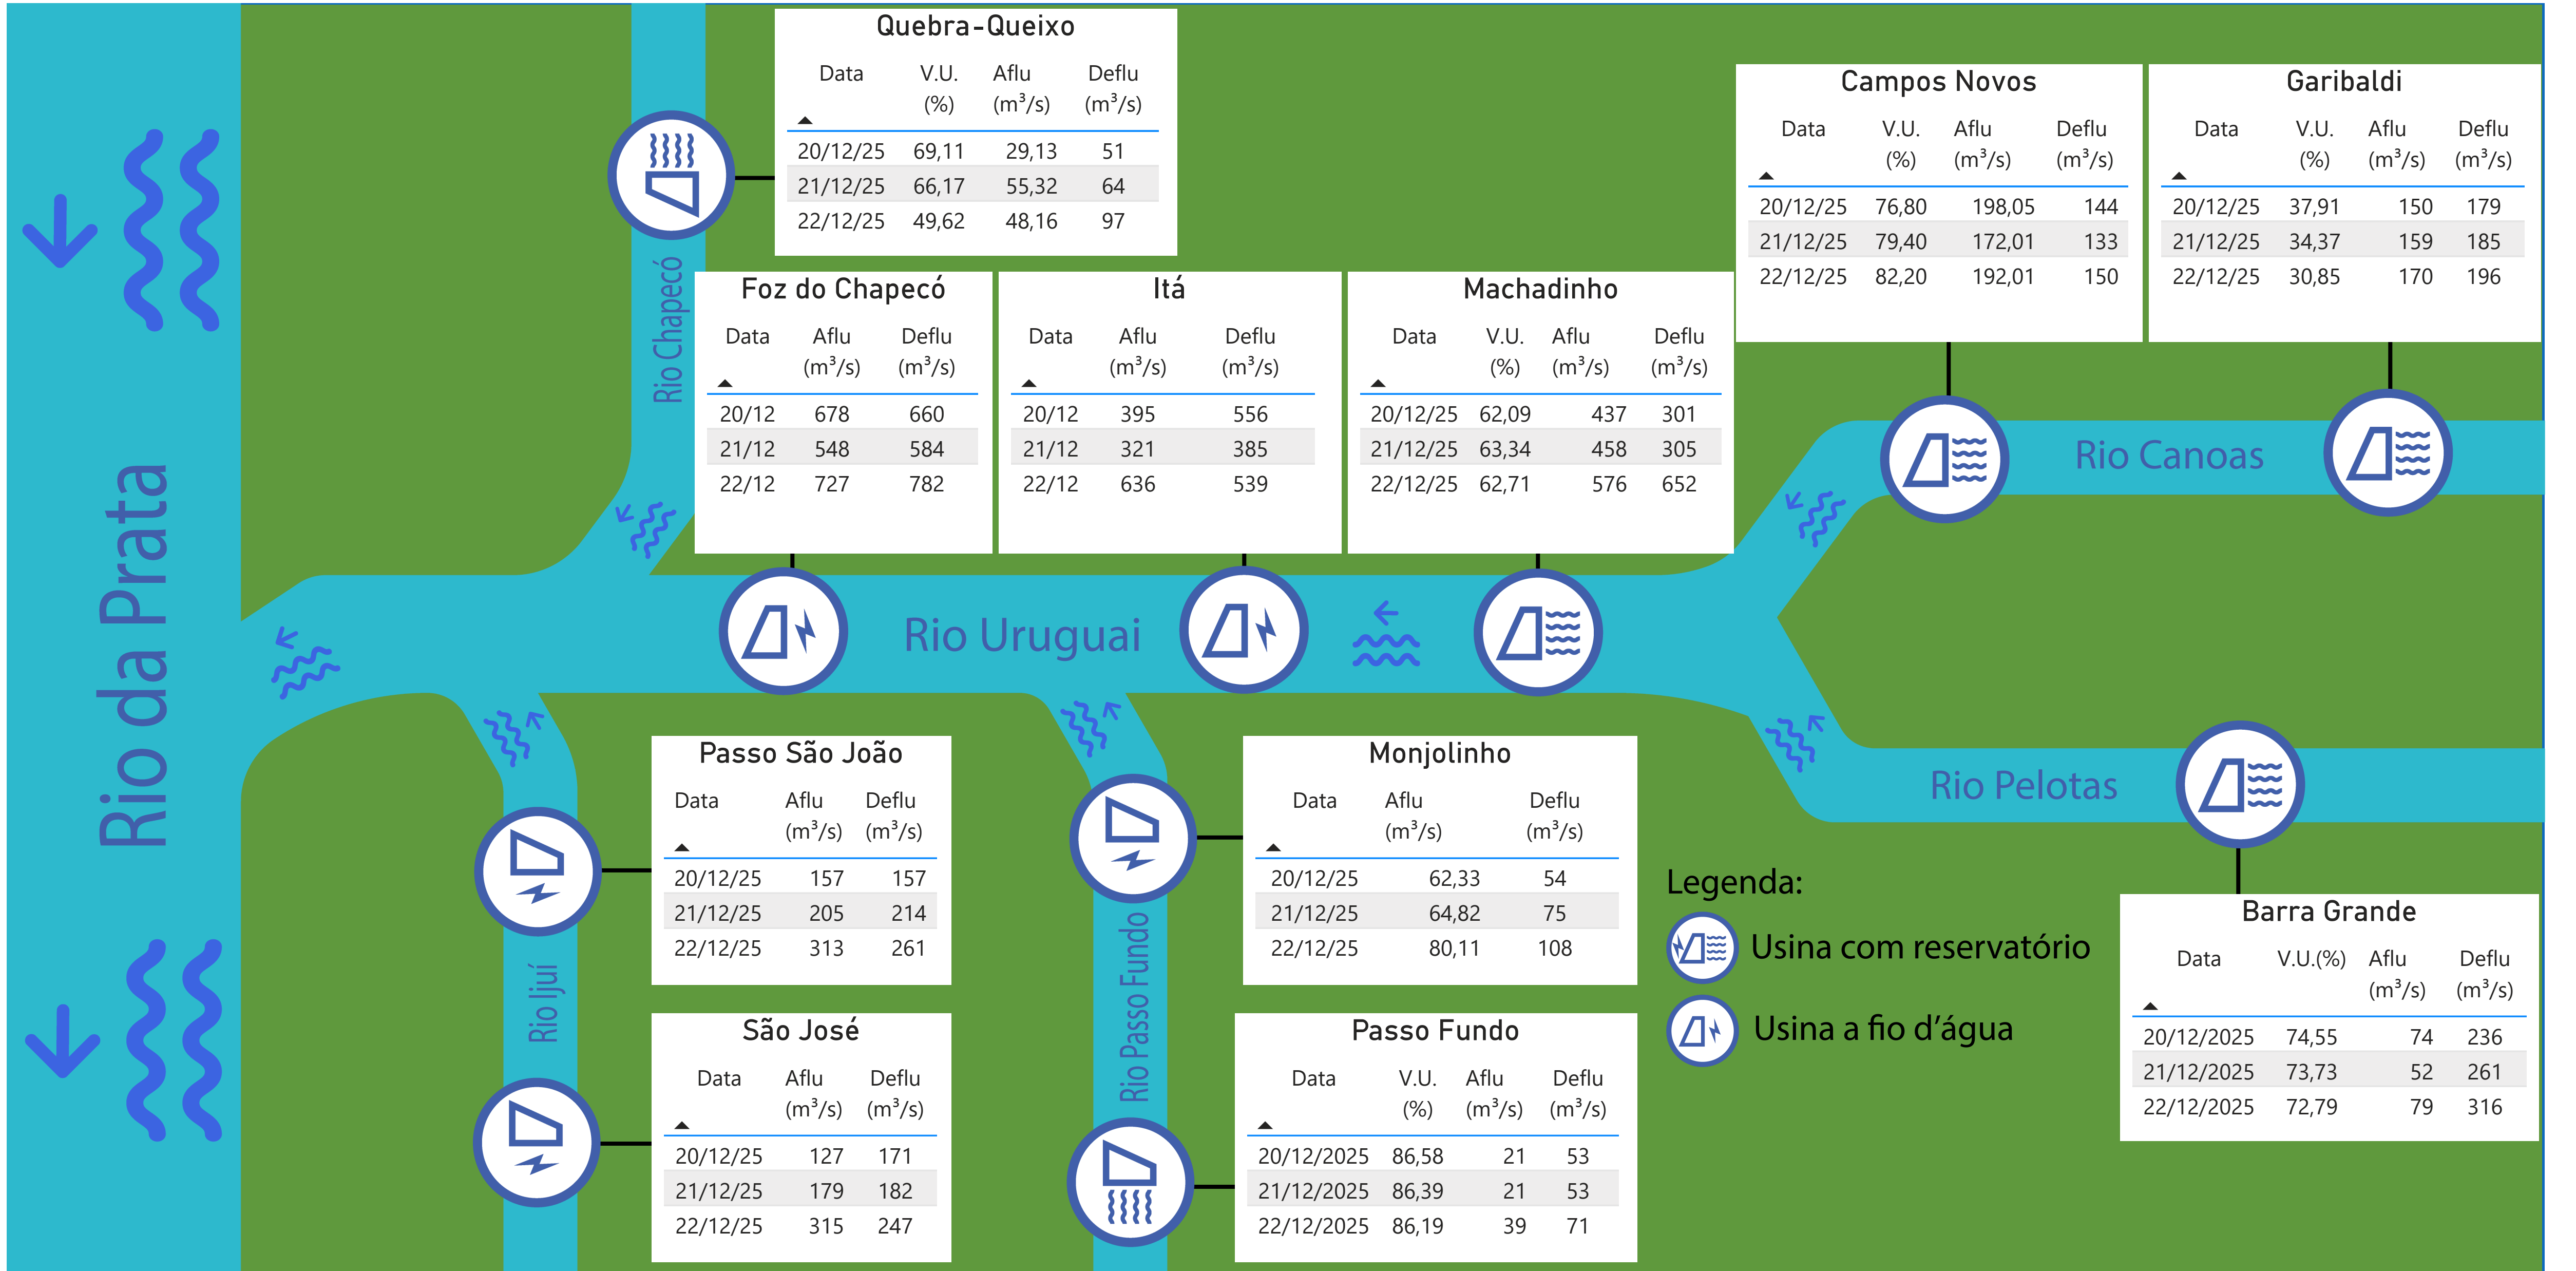 Quebra-Queixo
Data V.U. (%) Aflu (m³/s) Deflu (m³/s)
20/12/25 69,11 29,13 51
21/12/25 66,17 55,32 64
22/12/25 49,62 48,16 97
Campos Novos
Data V.U. (%) Aflu (m³/s) Deflu (m³/s)
20/12/25 76,80 198,05 144
21/12/25 79,40 172,01 133
22/12/25 82,20 192,01 150
Garibaldi
Data V.U. (%) Aflu (m³/s) Deflu (m³/s)
20/12/25 37,91 150 179
21/12/25 34,37 159 185
22/12/25 30,85 170 196
Rio Chapecó
Foz do Chapecó
Data Aflu (m³/s) Deflu (m³/s)
20/12 678 660
21/12 548 584
22/12 727 782
Itá
Data Aflu (m³/s) Deflu (m³/s)
20/12 395 556
21/12 321 385
22/12 636 539
Machadinho
Data V.U. (%) Aflu (m³/s) Deflu (m³/s)
20/12/25 62,09 437 301
21/12/25 63,34 458 305
22/12/25 62,71 576 652
Rio Canoas
Rio da Prata
Rio Uruguai
Rio Pelotas
Passo São João
Data Aflu (m³/s) Deflu (m³/s)
20/12/25 157 157
21/12/25 205 214
22/12/25 313 261
Monjolinho
Data Aflu (m³/s) Deflu (m³/s)
20/12/25 62,33 54
21/12/25 64,82 75
22/12/25 80,11 108
Legenda:
Usina com reservatório
Usina a fio d’água
Barra Grande
Data V.U.(%) Aflu (m³/s) Deflu (m³/s)
20/12/2025 74,55 74 236
21/12/2025 73,73 52 261
22/12/2025 72,79 79 316
Rio Ijuí
São José
Data Aflu (m³/s) Deflu (m³/s)
20/12/25 127 171
21/12/25 179 182
22/12/25 315 247
Rio Passo Fundo
Passo Fundo
Data V.U. (%) Aflu (m³/s) Deflu (m³/s)
20/12/2025 86,58 21 53
21/12/2025 86,39 21 53
22/12/2025 86,19 39 71